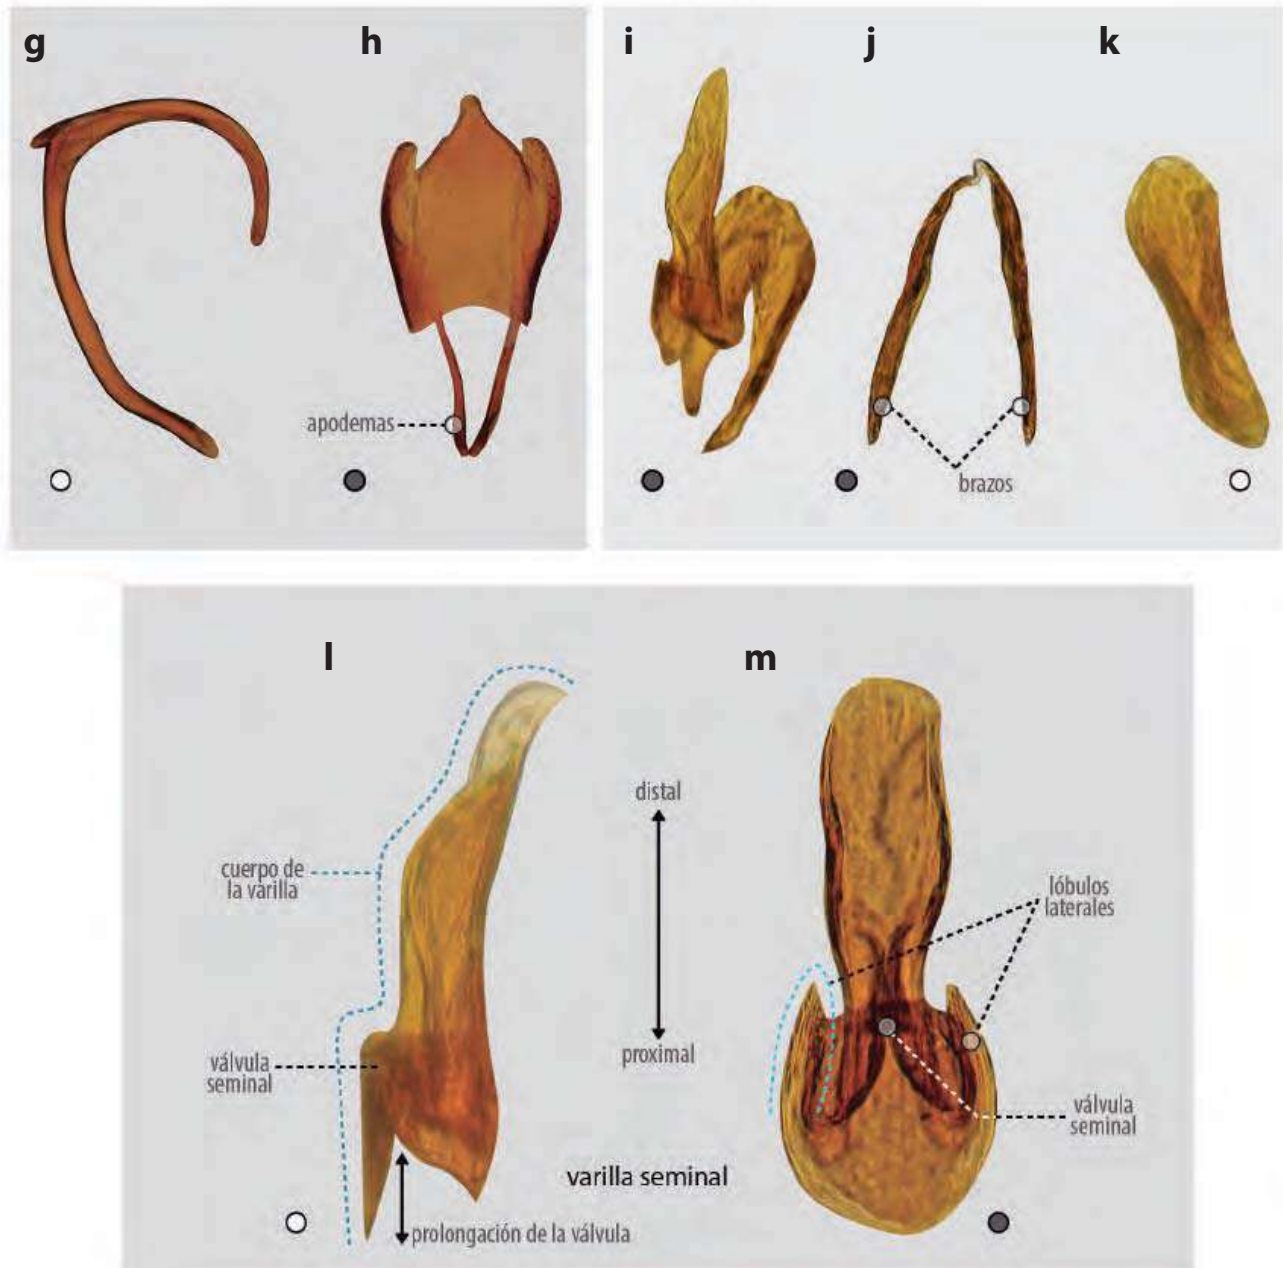 g
h
i
j
k
apodemas
brazos
l
m
distal
cuerpo de
la varilla
lóbulos
laterales
proximal
válvula
seminal
válvula
seminal
varilla seminal
prolongación de la válvula